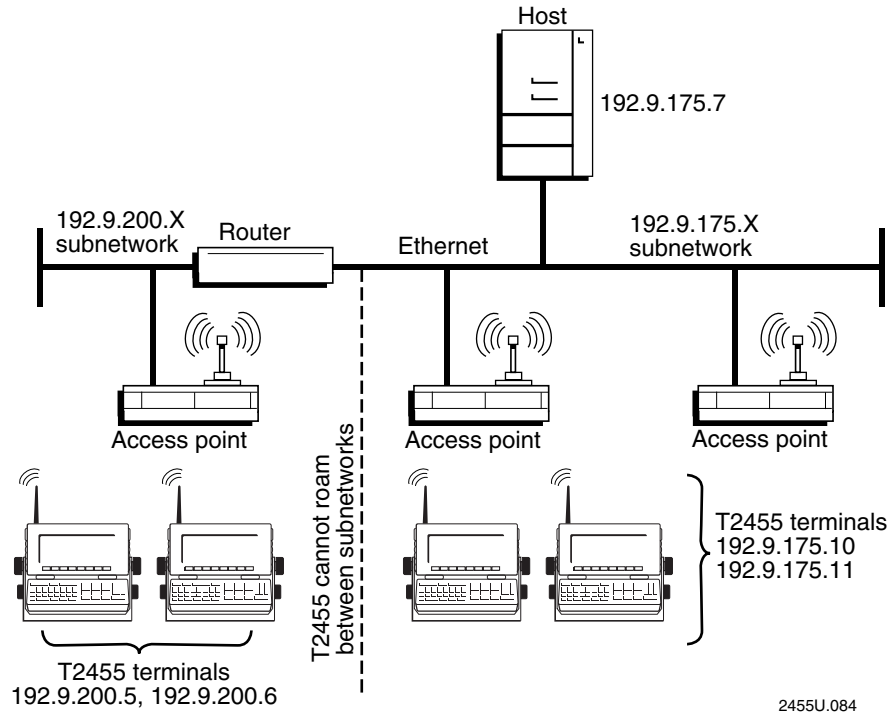 Host
192.9.175.7
192.9.200.X
subnetwork
Router
Ethernet
192.9.175.X
subnetwork
Access point
Access point
Access point
T2455 cannot roam
between subnetworks
T2455 terminals
192.9.175.10
192.9.175.11
T2455 terminals
192.9.200.5, 192.9.200.6
2455U.084